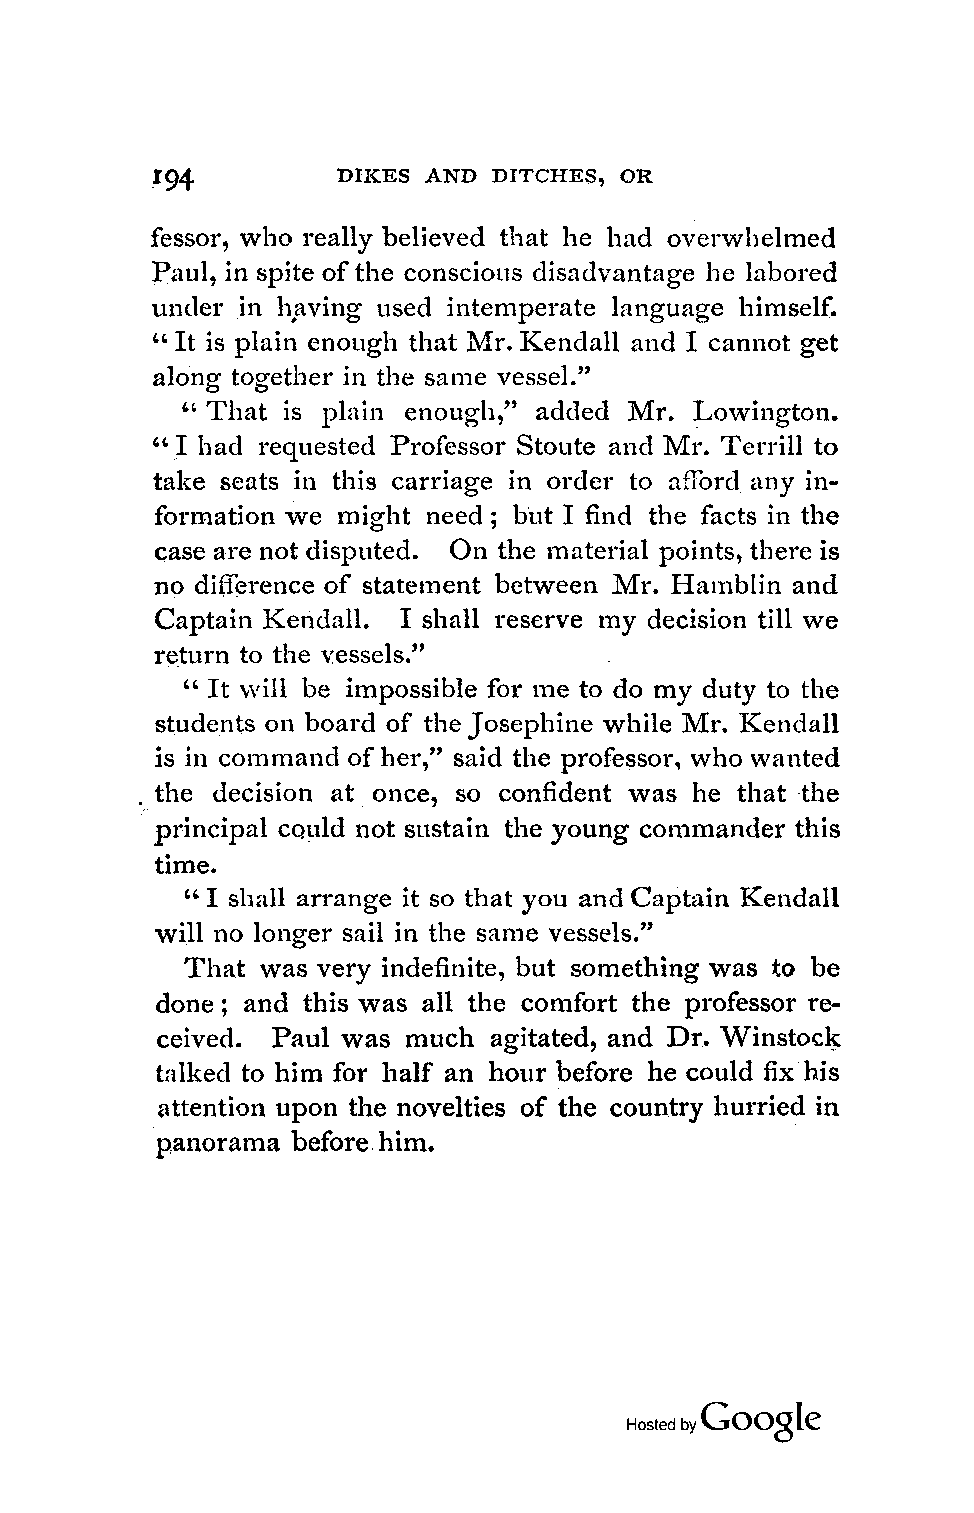 194 DIKES AND DITCHES, OR
fessor, who really believed that he had overwhelmed
Paul, in spite of the conscious disadvantage he labored
under in having used intemperate language himself.
“It is plain enough that Mr. Kendall and I cannot get
along together in the same vessel.”
“That is plain enough,” added Mr. Lowington.
“I had requested Professor Stoute and Mr. Terrill to
take seats in this carriage in order to afford any in-
formation we might need; but I find the facts in the
case are not disputed. On the material points, there is
no difference of statement between Mr. Hamblin and
Captain Kendall. I shall reserve my decision till we
return to the vessels.”
“It will be impossible for me to do my duty to the
students on board of the Josephine while Mr. Kendall
is in command of her,” said the professor, who wanted
the decision at once, so confident was he that the
principal could not sustain the young commander this
time.
“I shall arrange it so that you and Captain Kendall
will no longer sail in the same vessels.”
That was very indefinite, but something was to be
done; and this was all the comfort the professor re-
ceived. Paul was much agitated, and Dr. Winstock
talked to him for half an hour before he could fix his
attention upon the novelties of the country hurried in
panorama before him.
Hosted by Google